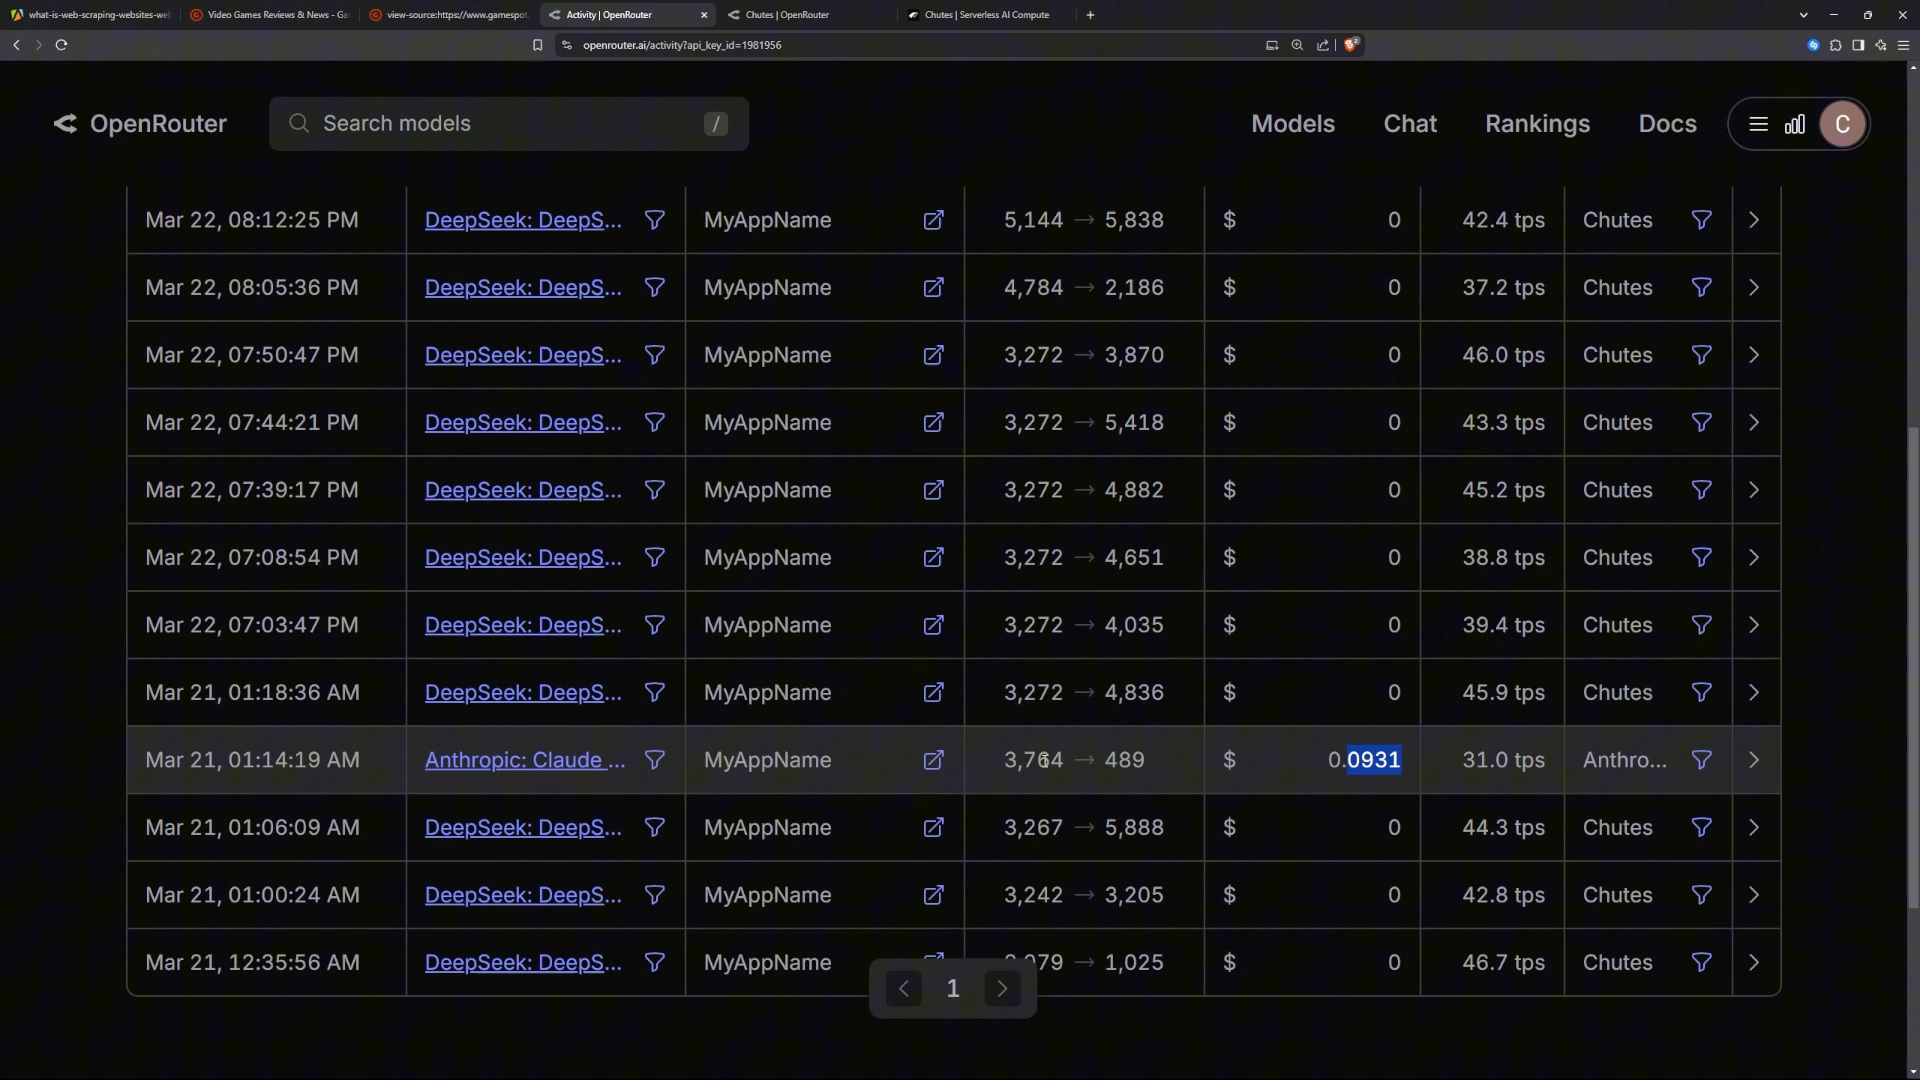 what-is-web-scraping-websites-wel
Video Games Reviews & News - Ga
view-source:https://www.gamespot.
Activity | OpenRouter
Chutes | OpenRouter
Chutes | Serverless AI Compute
openrouter.ai/activity?api_key_id=1981956
OpenRouter
Search models
/
Models
Chat
Rankings
Docs
C
Mar 22, 08:12:25 PM DeepSeek: DeepS... MyAppName 5,144 → 5,838 $ 0 42.4 tps Chutes
Mar 22, 08:05:36 PM DeepSeek: DeepS... MyAppName 4,784 → 2,186 $ 0 37.2 tps Chutes
Mar 22, 07:50:47 PM DeepSeek: DeepS... MyAppName 3,272 → 3,870 $ 0 46.0 tps Chutes
Mar 22, 07:44:21 PM DeepSeek: DeepS... MyAppName 3,272 → 5,418 $ 0 43.3 tps Chutes
Mar 22, 07:39:17 PM DeepSeek: DeepS... MyAppName 3,272 → 4,882 $ 0 45.2 tps Chutes
Mar 22, 07:08:54 PM DeepSeek: DeepS... MyAppName 3,272 → 4,651 $ 0 38.8 tps Chutes
Mar 22, 07:03:47 PM DeepSeek: DeepS... MyAppName 3,272 → 4,035 $ 0 39.4 tps Chutes
Mar 21, 01:18:36 AM DeepSeek: DeepS... MyAppName 3,272 → 4,836 $ 0 45.9 tps Chutes
Mar 21, 01:14:19 AM Anthropic: Claude ... MyAppName 3,764 → 489 $ 0.0931 31.0 tps Anthro...
Mar 21, 01:06:09 AM DeepSeek: DeepS... MyAppName 3,267 → 5,888 $ 0 44.3 tps Chutes
Mar 21, 01:00:24 AM DeepSeek: DeepS... MyAppName 3,242 → 3,205 $ 0 42.8 tps Chutes
Mar 21, 12:35:56 AM DeepSeek: DeepS... MyAppName → 1,025 $ 0 46.7 tps Chutes
1